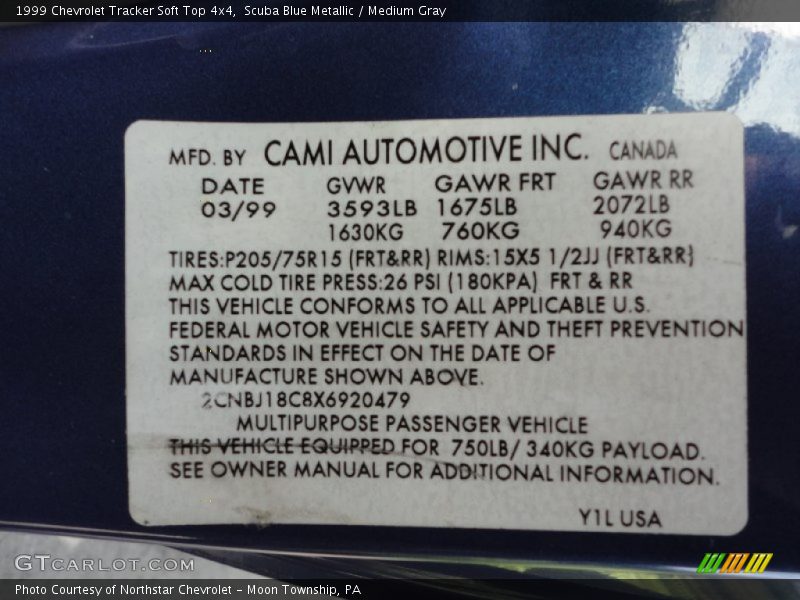 1999 Chevrolet Tracker Soft Top 4x4,  Scuba Blue Metallic / Medium Gray
MFD. BY CAMI AUTOMOTIVE INC. CANADA
DATE GVWR GAWR FRT GAWR RR
03/99 3593LB 1675LB 2072LB
1630KG 760KG 940KG
TIRES:P205/75R15 (FRT&RR) RIMS:15X5 1/2JJ (FRT&RR)
MAX COLD TIRE PRESS:26 PSI (180KPA) FRT & RR
THIS VEHICLE CONFORMS TO ALL APPLICABLE U.S.
FEDERAL MOTOR VEHICLE SAFETY AND THEFT PREVENTION
STANDARDS IN EFFECT ON THE DATE OF
MANUFACTURE SHOWN ABOVE.
2CNBJ18C8X6920479
MULTIPURPOSE PASSENGER VEHICLE
THIS VEHICLE EQUIPPED FOR 750LB/ 340KG PAYLOAD.
SEE OWNER MANUAL FOR ADDITIONAL INFORMATION.
Y1L USA
GTCARLOT.COM
Photo Courtesy of Northstar Chevrolet – Moon Township, PA